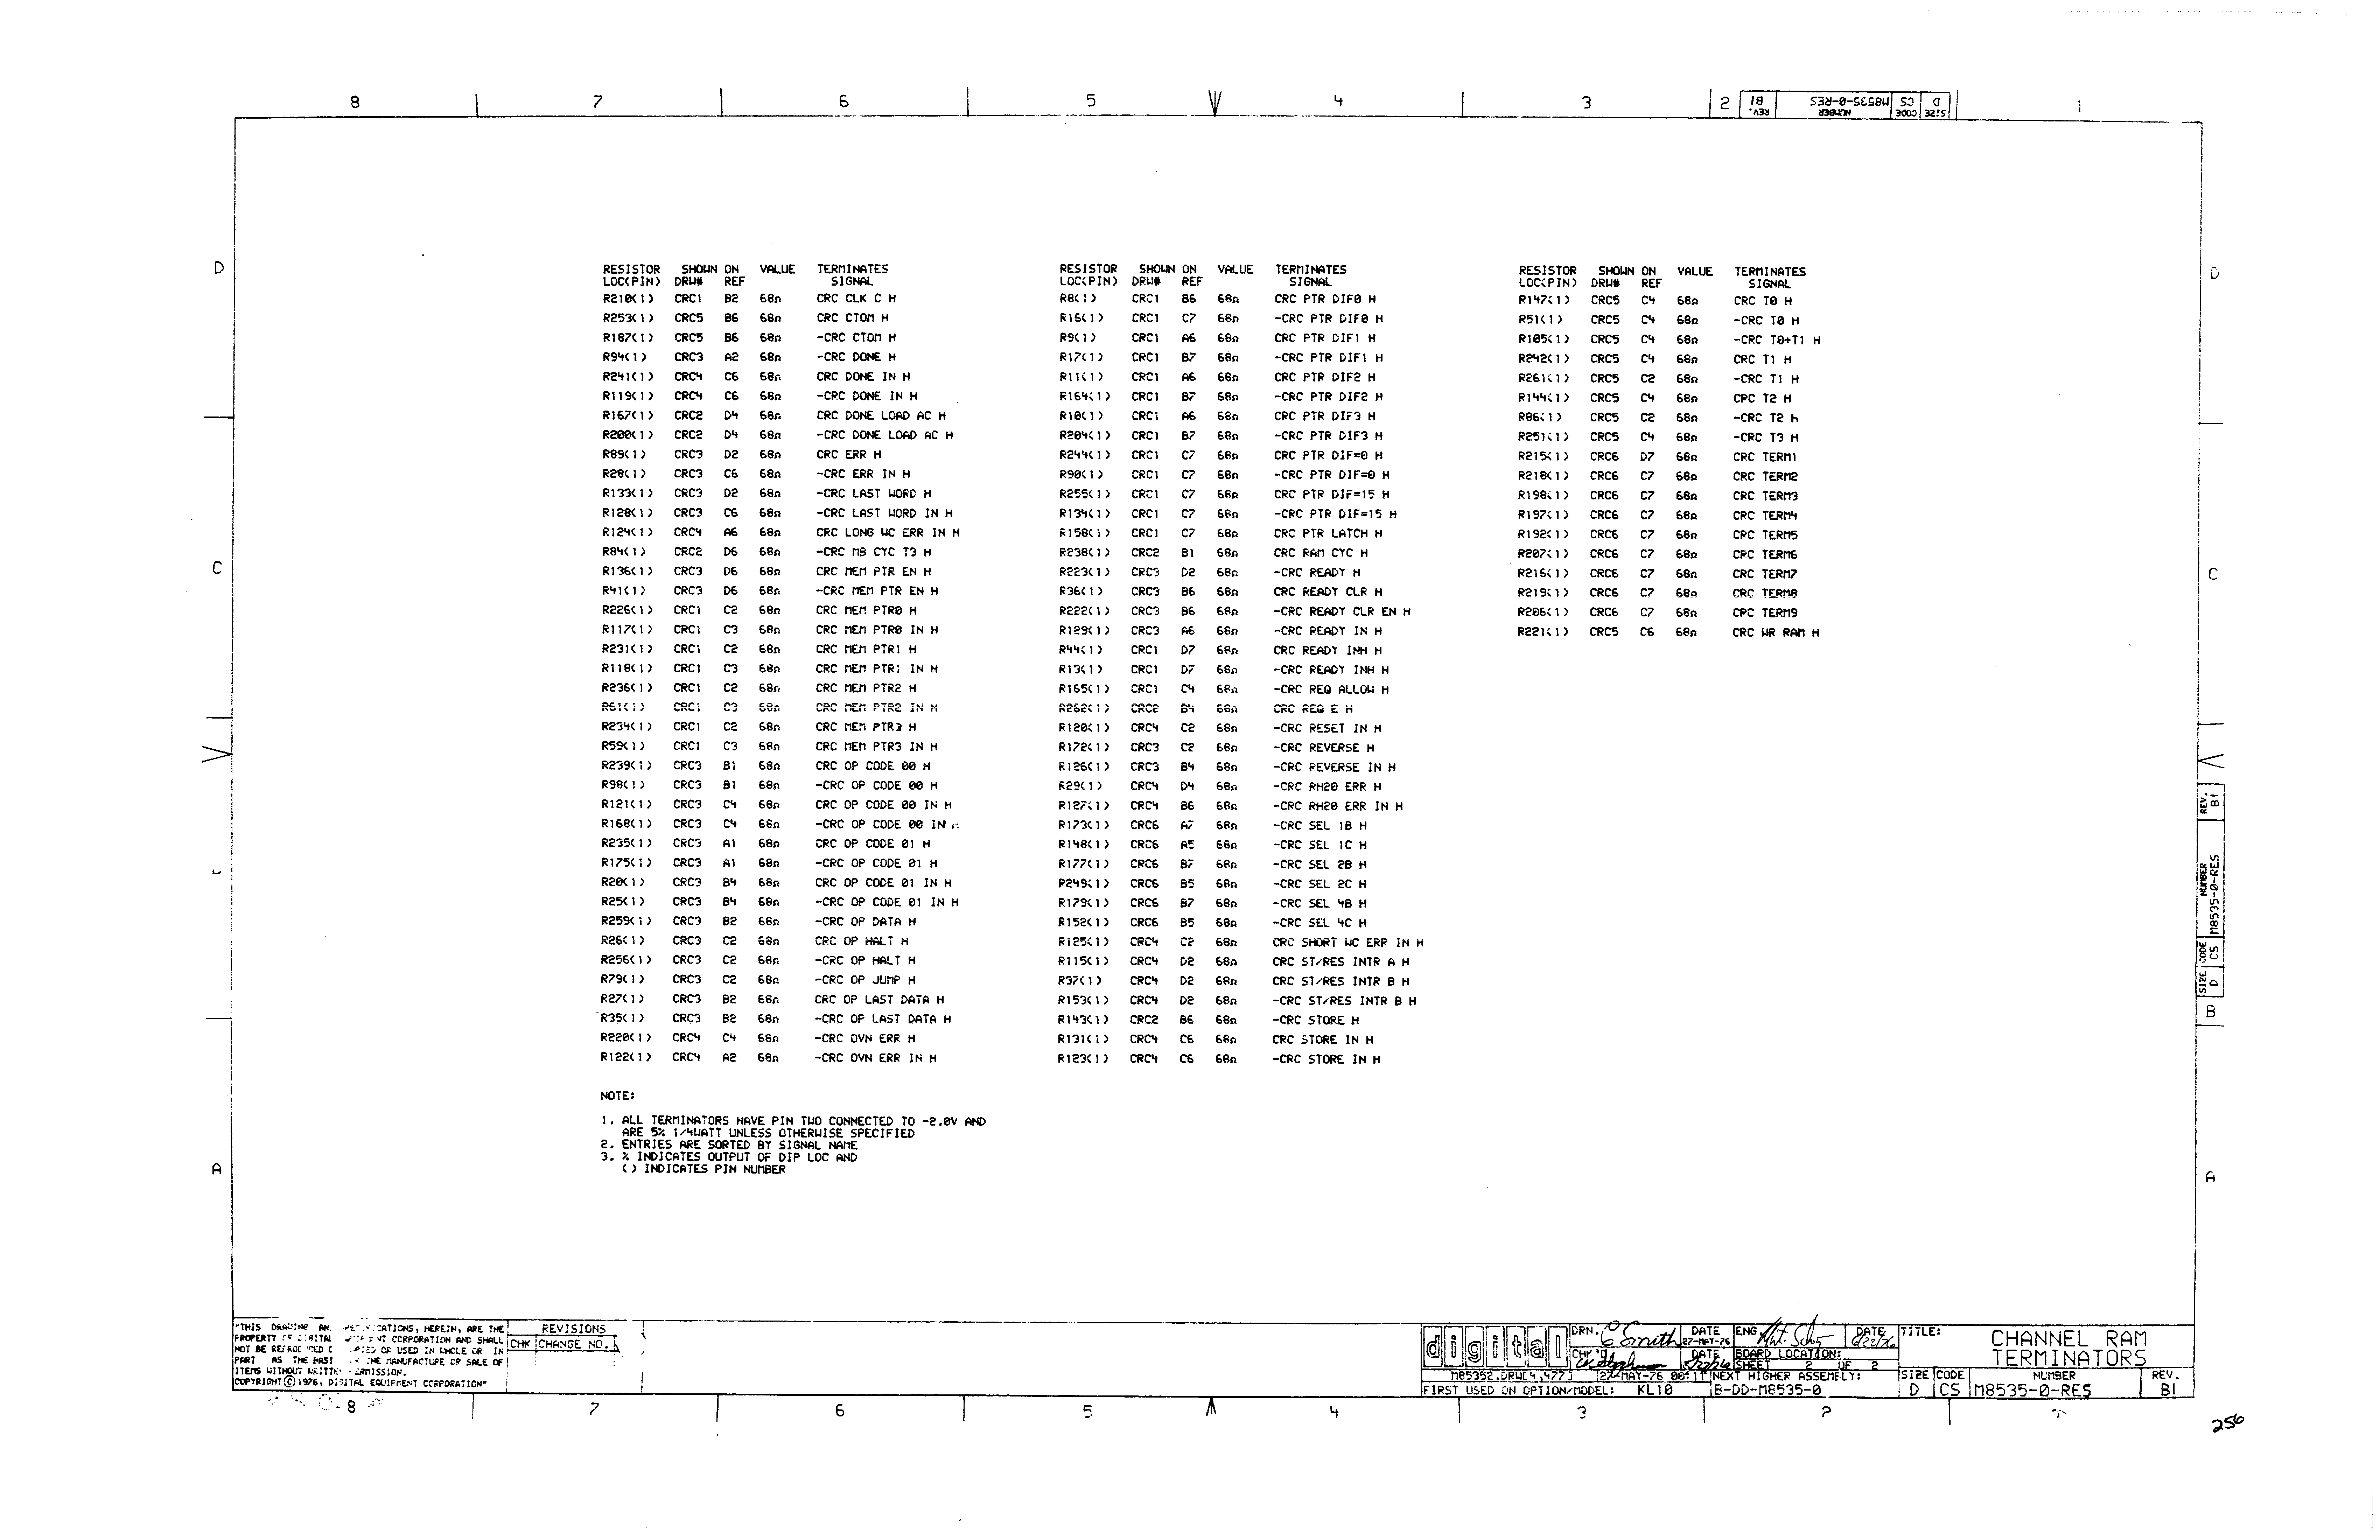 8 7 6 5 4 3 2 1
REV. B1 NUMBER M8535-0-RES CODE CS SIZE D
D
D
C
C
B
A
A
RESISTOR SHOWN ON VALUE TERMINATES
LOC(PIN) DRW# REF SIGNAL
R210(1) CRC1 B2 68Ω CRC CLK C H
R253(1) CRC5 B6 68Ω CRC CTOM H
R187(1) CRC5 B6 68Ω -CRC CTOM H
R94(1) CRC3 A2 68Ω -CRC DONE H
R241(1) CRC4 C6 68Ω CRC DONE IN H
R119(1) CRC4 C6 68Ω -CRC DONE IN H
R167(1) CRC2 D4 68Ω CRC DONE LOAD AC H
R200(1) CRC2 D4 68Ω -CRC DONE LOAD AC H
R89(1) CRC3 D2 68Ω CRC ERR H
R28(1) CRC3 C6 68Ω -CRC ERR IN H
R133(1) CRC3 D2 68Ω -CRC LAST WORD H
R128(1) CRC3 C6 68Ω -CRC LAST WORD IN H
R124(1) CRC4 A6 68Ω CRC LONG WC ERR IN H
R84(1) CRC2 D6 68Ω -CRC MB CYC T3 H
R136(1) CRC3 D6 68Ω CRC MEM PTR EN H
R41(1) CRC3 D6 68Ω -CRC MEM PTR EN H
R226(1) CRC1 C2 68Ω CRC MEM PTR0 H
R117(1) CRC1 C3 68Ω CRC MEM PTR0 IN H
R231(1) CRC1 C2 68Ω CRC MEM PTR1 H
R118(1) CRC1 C3 68Ω CRC MEM PTR1 IN H
R236(1) CRC1 C2 68Ω CRC MEM PTR2 H
R61(1) CRC1 C3 68Ω CRC MEM PTR2 IN H
R234(1) CRC1 C2 68Ω CRC MEM PTR3 H
R59(1) CRC1 C3 68Ω CRC MEM PTR3 IN H
R239(1) CRC3 B1 68Ω CRC OP CODE 00 H
R98(1) CRC3 B1 68Ω -CRC OP CODE 00 H
R121(1) CRC3 C4 68Ω CRC OP CODE 00 IN H
R168(1) CRC3 C4 68Ω -CRC OP CODE 00 IN
R235(1) CRC3 A1 68Ω CRC OP CODE 01 H
R175(1) CRC3 A1 68Ω -CRC OP CODE 01 H
R20(1) CRC3 B4 68Ω CRC OP CODE 01 IN H
R25(1) CRC3 B4 68Ω -CRC OP CODE 01 IN H
R259(1) CRC3 B2 68Ω -CRC OP DATA H
R26(1) CRC3 C2 68Ω CRC OP HALT H
R256(1) CRC3 C2 68Ω -CRC OP HALT H
R79(1) CRC3 C2 68Ω -CRC OP JUMP H
R27(1) CRC3 B2 68Ω CRC OP LAST DATA H
R35(1) CRC3 B2 68Ω -CRC OP LAST DATA H
R220(1) CRC4 C4 68Ω -CRC OVN ERR H
R122(1) CRC4 A2 68Ω -CRC OVN ERR IN H
RESISTOR SHOWN ON VALUE TERMINATES
LOC(PIN) DRW# REF SIGNAL
R8(1) CRC1 B6 68Ω CRC PTR DIF0 H
R16(1) CRC1 C7 68Ω -CRC PTR DIF0 H
R9(1) CRC1 A6 68Ω CRC PTR DIF1 H
R17(1) CRC1 B7 68Ω -CRC PTR DIF1 H
R11(1) CRC1 A6 68Ω CRC PTR DIF2 H
R164(1) CRC1 B7 68Ω -CRC PTR DIF2 H
R10(1) CRC1 A6 68Ω CRC PTR DIF3 H
R204(1) CRC1 B7 68Ω -CRC PTR DIF3 H
R244(1) CRC1 C7 68Ω CRC PTR DIF=0 H
R90(1) CRC1 C7 68Ω -CRC PTR DIF=0 H
R255(1) CRC1 C7 68Ω CRC PTR DIF=15 H
R134(1) CRC1 C7 68Ω -CRC PTR DIF=15 H
R158(1) CRC1 C7 68Ω CRC PTR LATCH H
R238(1) CRC2 B1 68Ω CRC RAM CYC H
R223(1) CRC3 D2 68Ω -CRC READY H
R36(1) CRC3 B6 68Ω CRC READY CLR H
R222(1) CRC3 B6 68Ω -CRC READY CLR EN H
R129(1) CRC3 A6 68Ω -CRC READY IN H
R44(1) CRC1 D7 68Ω CRC READY INH H
R13(1) CRC1 D7 68Ω -CRC READY INH H
R165(1) CRC1 C4 68Ω -CRC REQ ALLOW H
R262(1) CRC2 B4 68Ω CRC REQ E H
R120(1) CRC4 C2 68Ω -CRC RESET IN H
R172(1) CRC3 C2 68Ω -CRC REVERSE H
R126(1) CRC3 B4 68Ω -CRC REVERSE IN H
R29(1) CRC4 D4 68Ω -CRC RH20 ERR H
R127(1) CRC4 B6 68Ω -CRC RH20 ERR IN H
R173(1) CRC6 A7 68Ω -CRC SEL 1B H
R148(1) CRC6 A5 68Ω -CRC SEL 1C H
R177(1) CRC6 B7 68Ω -CRC SEL 2B H
R249(1) CRC6 B5 68Ω -CRC SEL 2C H
R179(1) CRC6 B7 68Ω -CRC SEL 4B H
R152(1) CRC6 B5 68Ω -CRC SEL 4C H
R125(1) CRC4 C2 68Ω CRC SHORT WC ERR IN H
R115(1) CRC4 D2 68Ω CRC ST/RES INTR A H
R37(1) CRC4 D2 68Ω CRC ST/RES INTR B H
R153(1) CRC4 D2 68Ω -CRC ST/RES INTR B H
R143(1) CRC2 B6 68Ω -CRC STORE H
R131(1) CRC4 C6 68Ω CRC STORE IN H
R123(1) CRC4 C6 68Ω -CRC STORE IN H
RESISTOR SHOWN ON VALUE TERMINATES
LOC(PIN) DRW# REF SIGNAL
R147(1) CRC5 C4 68Ω CRC T0 H
R51(1) CRC5 C4 68Ω -CRC T0 H
R105(1) CRC5 C4 68Ω -CRC T0+T1 H
R242(1) CRC5 C4 68Ω CRC T1 H
R261(1) CRC5 C2 68Ω -CRC T1 H
R144(1) CRC5 C4 68Ω CRC T2 H
R86(1) CRC5 C2 68Ω -CRC T2 H
R251(1) CRC5 C4 68Ω -CRC T3 H
R215(1) CRC6 D7 68Ω CRC TERM1
R218(1) CRC6 C7 68Ω CRC TERM2
R198(1) CRC6 C7 68Ω CRC TERM3
R197(1) CRC6 C7 68Ω CRC TERM4
R192(1) CRC6 C7 68Ω CRC TERM5
R207(1) CRC6 C7 68Ω CRC TERM6
R216(1) CRC6 C7 68Ω CRC TERM7
R219(1) CRC6 C7 68Ω CRC TERM8
R206(1) CRC6 C7 68Ω CRC TERM9
R221(1) CRC5 C6 68Ω CRC WR RAM H
NOTE:
1. ALL TERMINATORS HAVE PIN TWO CONNECTED TO -2.0V AND
ARE 5% 1/4WATT UNLESS OTHERWISE SPECIFIED
2. ENTRIES ARE SORTED BY SIGNAL NAME
3. % INDICATES OUTPUT OF DIP LOC AND
() INDICATES PIN NUMBER
SIZE D CODE CS NUMBER M8535-0-RES REV. B1
"THIS DRAWING HEREIN, ARE THE
PROPERTY OF DIGITAL CORPORATION AND SHALL
NOT BE OR USED IN WHOLE OR IN
PART AS THE THE MANUFACTURE OR SALE OF
ITEMS WITHOUT
COPYRIGHT © 1976, DIGITAL EQUIPMENT CORPORATION"
REVISIONS
CHK CHANGE NO.
digital
DRN. C Smith DATE 27-MAY-76 ENG DATE
CHK'D DATE BOARD LOCATION:
SHEET 2 OF 2
M85352.DRW[4,477] 27-MAY-76 00:11 NEXT HIGHER ASSEMBLY:
FIRST USED ON OPTION/MODEL: KL10 B-DD-M8535-0
TITLE: CHANNEL RAM
TERMINATORS
SIZE CODE NUMBER REV.
D CS M8535-0-RES B1
8 7 6 5 4 3 2
256